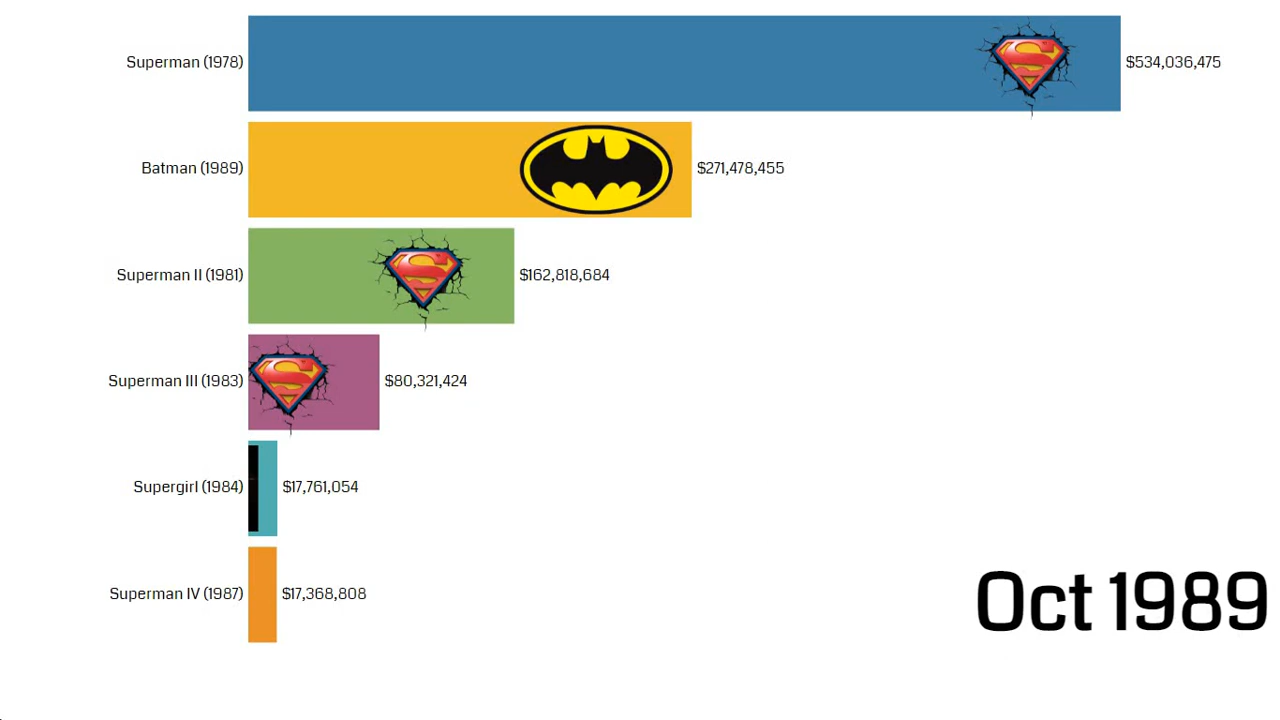 Superman (1978) $534,036,475
Batman (1989) $271,478,455
Superman II (1981) $162,818,684
Superman III (1983) $80,321,424
Supergirl (1984) $17,761,054
Superman IV (1987) $17,368,808
Oct 1989